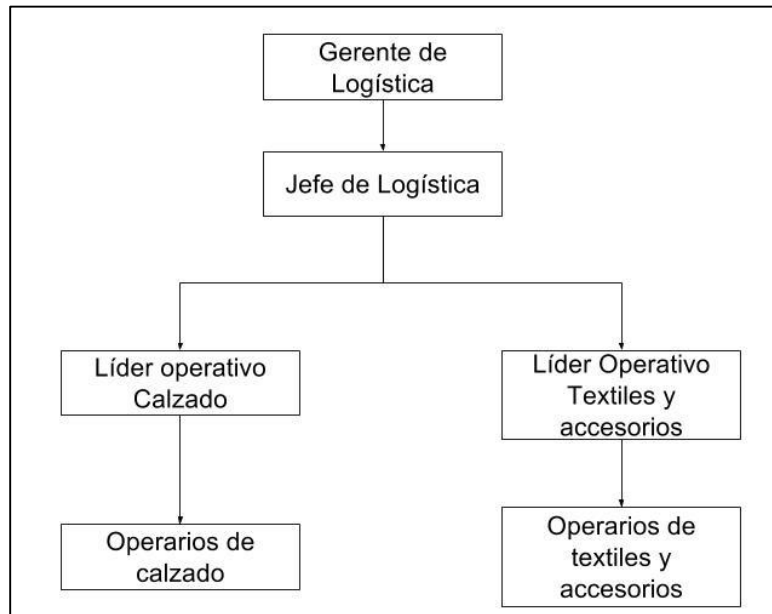 Gerente de
Logística
Jefe de Logística
Líder operativo
Calzado
Líder Operativo
Textiles y
accesorios
Operarios de
calzado
Operarios de
textiles y
accesorios